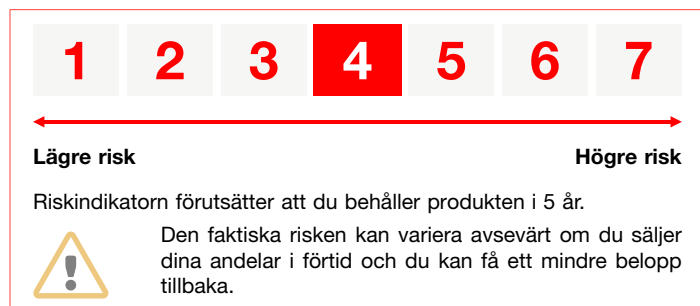 1 2 3 4 5 6 7
Lägre risk Högre risk
Riskindikatorn förutsätter att du behåller produkten i 5 år.
Den faktiska risken kan variera avsevärt om du säljer
dina andelar i förtid och du kan få ett mindre belopp
tillbaka.